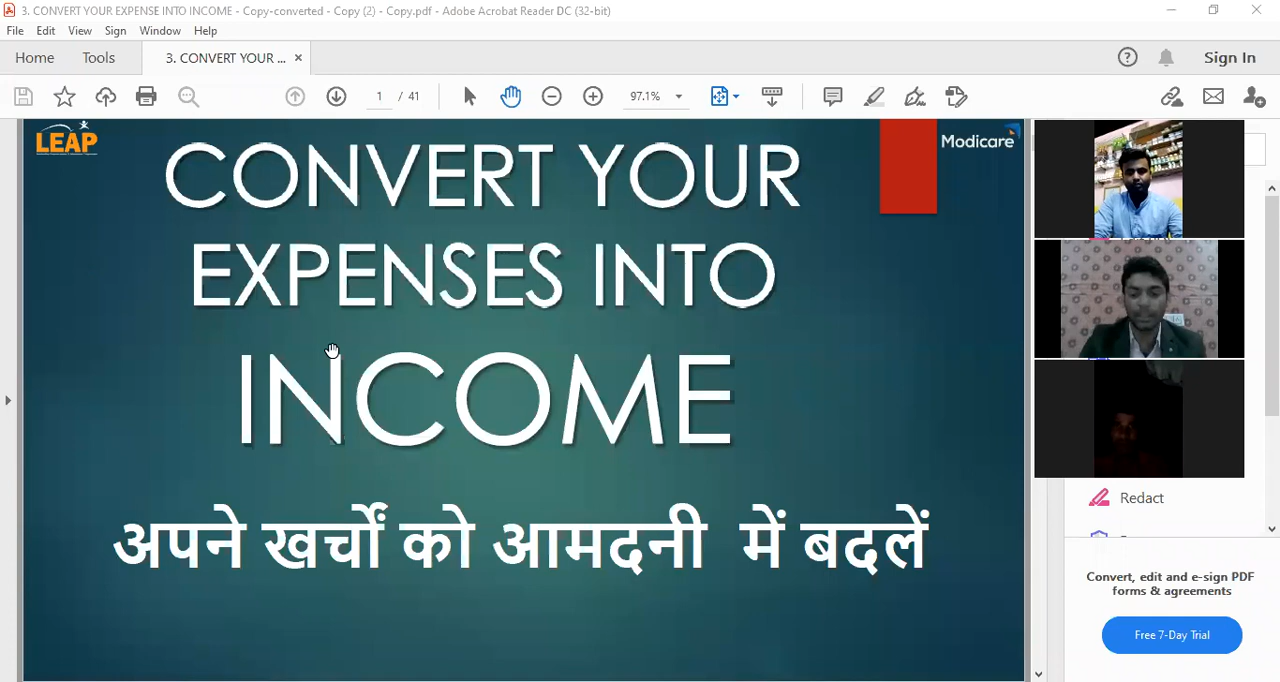 3. CONVERT YOUR EXPENSE INTO INCOME - Copy-converted - Copy (2) - Copy.pdf - Adobe Acrobat Reader DC (32-bit)
File Edit View Sign Window Help
Home Tools 3. CONVERT YOUR ... × Sign In
1 / 41 97.1%
LEAP
Modicare
CONVERT YOUR
EXPENSES INTO
INCOME
अपने खर्चों को आमदनी में बदलें
Redact
Convert, edit and e-sign PDF
forms & agreements
Free 7-Day Trial